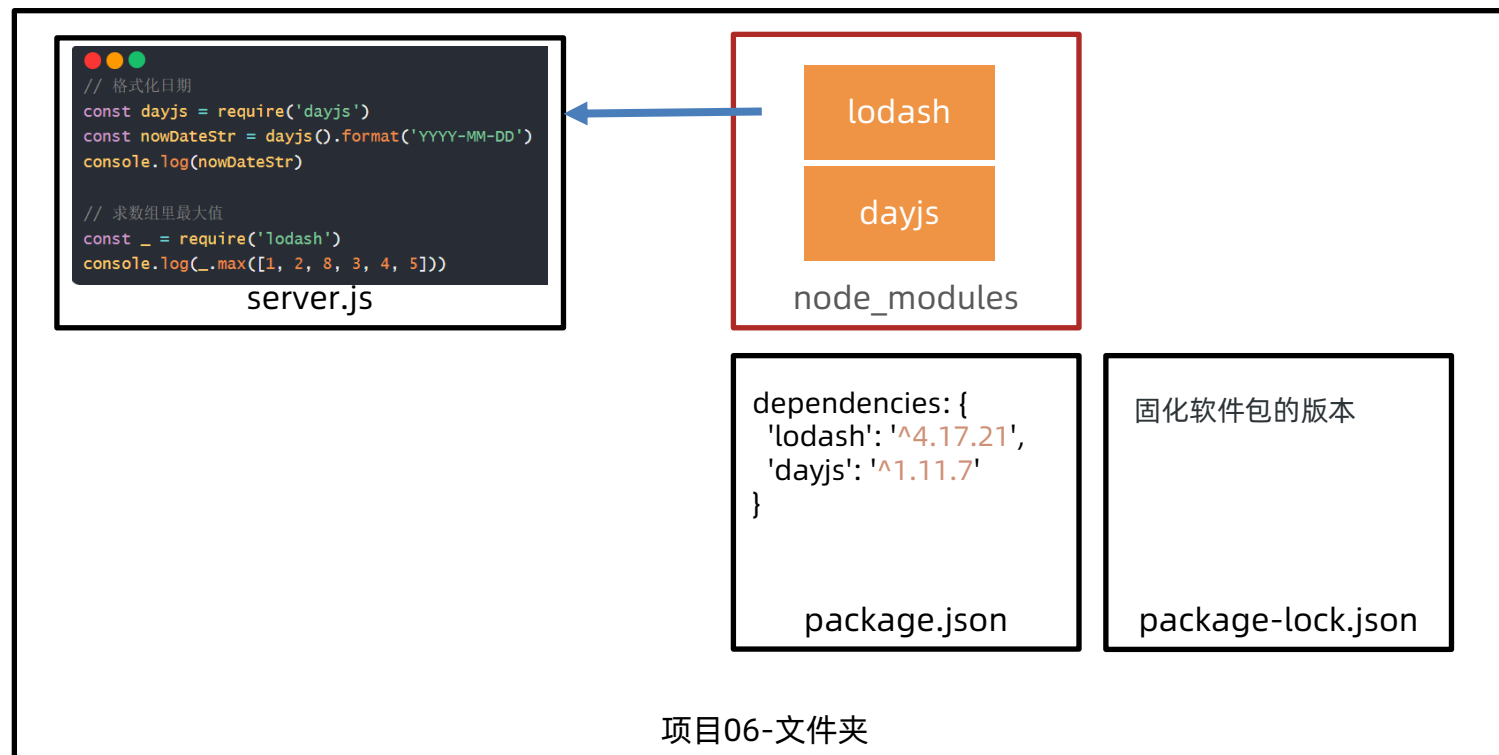 // 格式化日期
const dayjs = require('dayjs')
const nowDateStr = dayjs().format('YYYY-MM-DD')
console.log(nowDateStr)
// 求数组里最大值
const _ = require('lodash')
console.log(_.max([1, 2, 8, 3, 4, 5]))
server.js
lodash
dayjs
node_modules
dependencies: {
'lodash': '^4.17.21',
'dayjs': '^1.11.7'
}
package.json
固化软件包的版本
package-lock.json
项目06-文件夹